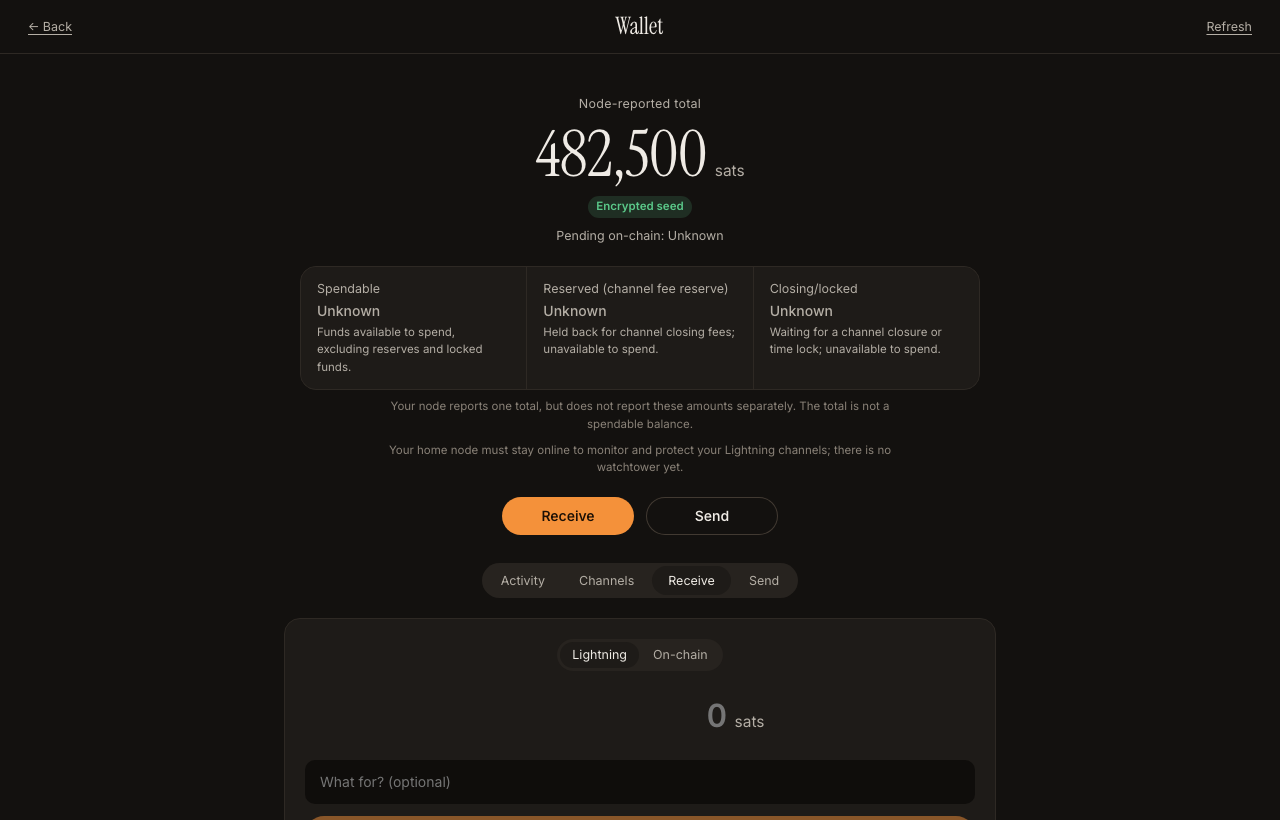 ← Back
Wallet
Refresh
Node-reported total
482,500 sats
Encrypted seed
Pending on-chain: Unknown
Spendable
Unknown
Funds available to spend,
excluding reserves and locked
funds.
Reserved (channel fee reserve)
Unknown
Held back for channel closing fees;
unavailable to spend.
Closing/locked
Unknown
Waiting for a channel closure or
time lock; unavailable to spend.
Your node reports one total, but does not report these amounts separately. The total is not a
spendable balance.
Your home node must stay online to monitor and protect your Lightning channels; there is no
watchtower yet.
Receive
Send
Activity
Channels
Receive
Send
Lightning
On-chain
0 sats
What for? (optional)